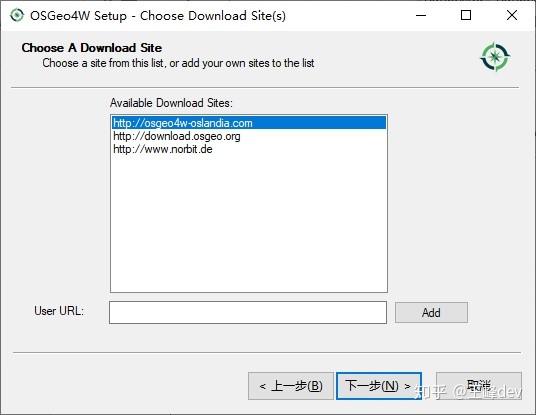 OSGeo4W Setup - Choose Download Site(s)
Choose A Download Site
Choose a site from this list, or add your own sites to the list
Available Download Sites:
http://osgeo4w-oslandia.com
http://download.osgeo.org
http://www.norbit.de
User URL:
Add
< 上一步(B)
下一步(N) >
取消
知乎 @王峰dev